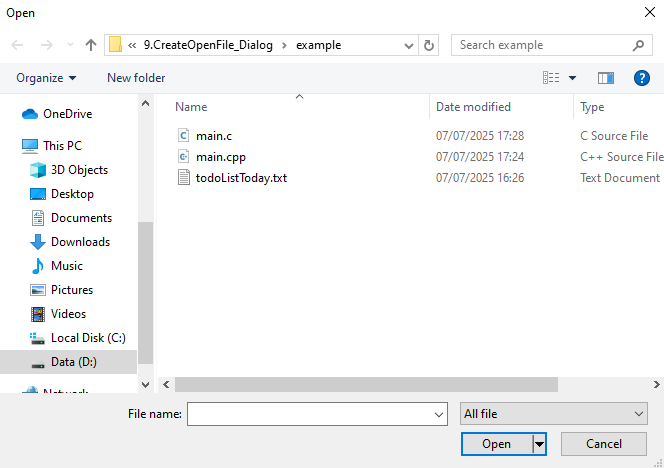 Open
« 9.CreateOpenFile_Dialog › example
Search example
Organize
New folder
OneDrive
This PC
3D Objects
Desktop
Documents
Downloads
Music
Pictures
Videos
Local Disk (C:)
Data (D:)
Network
Name Date modified Type
main.c 07/07/2025 17:28 C Source File
main.cpp 07/07/2025 17:24 C++ Source File
todoListToday.txt 07/07/2025 16:26 Text Document
File name:
All file
Open
Cancel